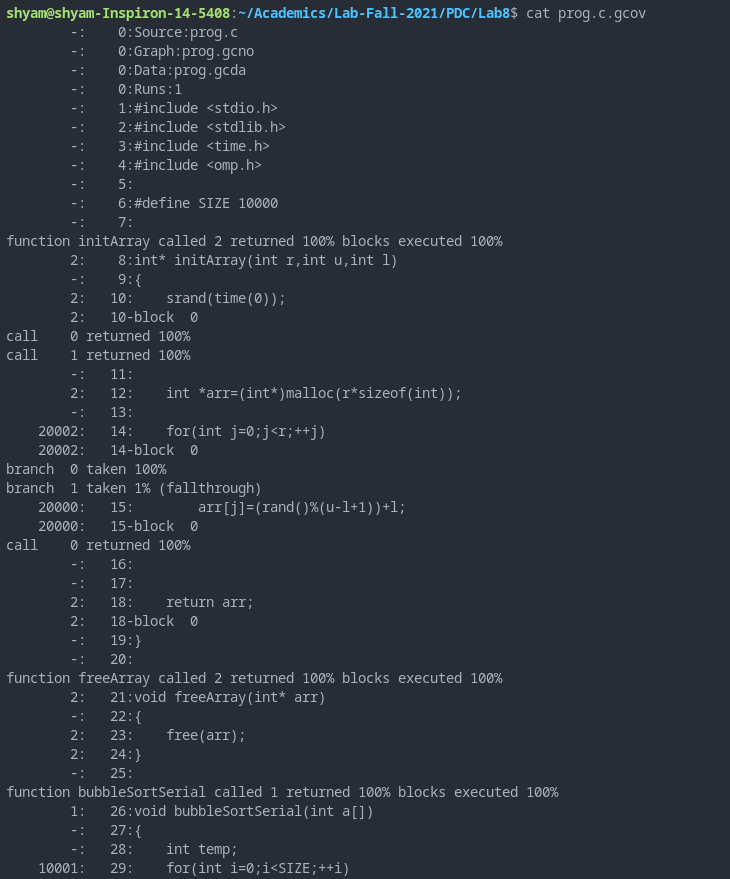 shyam@shyam-Inspiron-14-5408:~/Academics/Lab-Fall-2021/PDC/Lab8$ cat prog.c.gcov
        -:    0:Source:prog.c
        -:    0:Graph:prog.gcno
        -:    0:Data:prog.gcda
        -:    0:Runs:1
        -:    1:#include <stdio.h>
        -:    2:#include <stdlib.h>
        -:    3:#include <time.h>
        -:    4:#include <omp.h>
        -:    5:
        -:    6:#define SIZE 10000
        -:    7:
function initArray called 2 returned 100% blocks executed 100%
        2:    8:int* initArray(int r,int u,int l)
        -:    9:{
        2:   10:    srand(time(0));
        2:   10-block  0
call    0 returned 100%
call    1 returned 100%
        -:   11:
        2:   12:    int *arr=(int*)malloc(r*sizeof(int));
        -:   13:
    20002:   14:    for(int j=0;j<r;++j)
    20002:   14-block  0
branch  0 taken 100%
branch  1 taken 1% (fallthrough)
    20000:   15:        arr[j]=(rand()%(u-l+1))+l;
    20000:   15-block  0
call    0 returned 100%
        -:   16:
        -:   17:
        2:   18:    return arr;
        2:   18-block  0
        -:   19:}
        -:   20:
function freeArray called 2 returned 100% blocks executed 100%
        2:   21:void freeArray(int* arr)
        -:   22:{
        2:   23:    free(arr);
        2:   24:}
        -:   25:
function bubbleSortSerial called 1 returned 100% blocks executed 100%
        1:   26:void bubbleSortSerial(int a[])
        -:   27:{
        -:   28:    int temp;
    10001:   29:    for(int i=0;i<SIZE;++i)